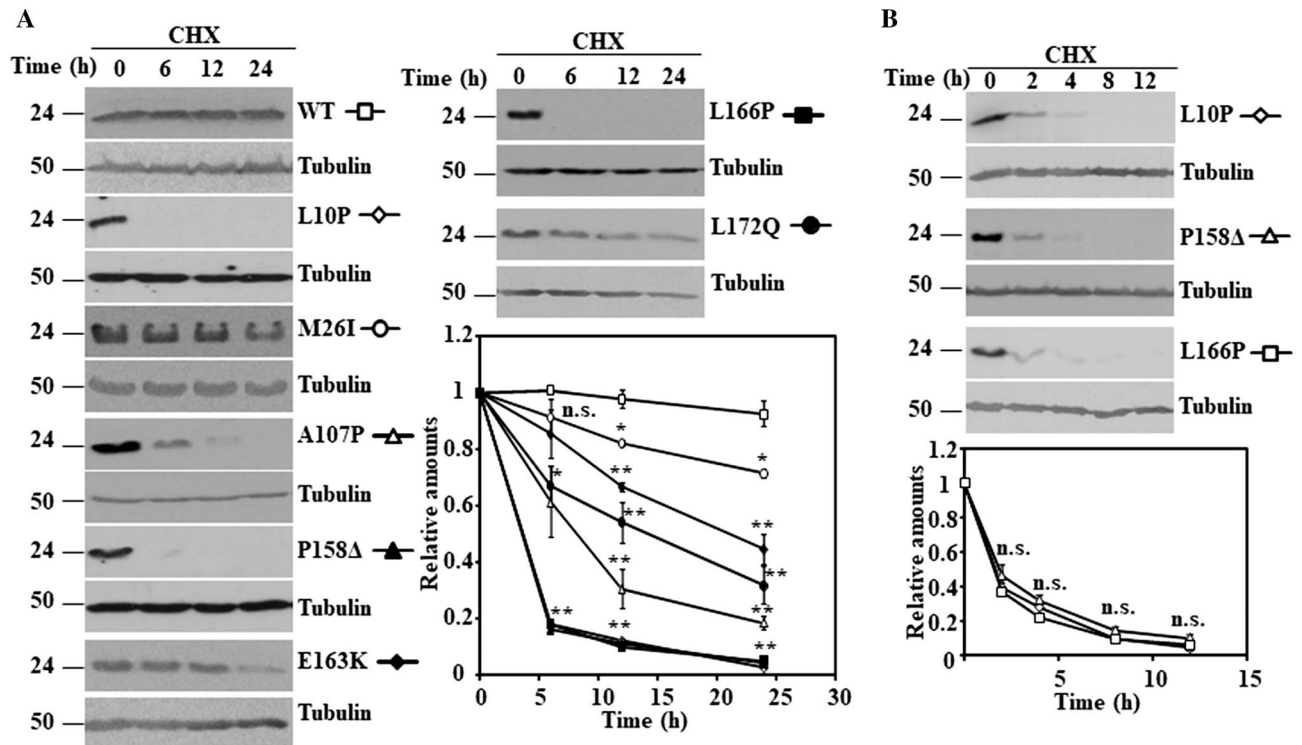 A
CHX
Time (h) 0 6 12 24
24 WT
50 Tubulin
24 L10P
50 Tubulin
24 M26I
50 Tubulin
24 A107P
50 Tubulin
24 P158Δ
50 Tubulin
24 E163K
50 Tubulin
CHX
Time (h) 0 6 12 24
24 L166P
50 Tubulin
24 L172Q
50 Tubulin
Relative amounts
1.2
1
0.8
0.6
0.4
0.2
0
n.s.
*
*
**
**
*
**
**
**
**
**
**
**
0 5 10 15 20 25 30
Time (h)
B
CHX
Time (h) 0 2 4 8 12
24 L10P
50 Tubulin
24 P158Δ
50 Tubulin
24 L166P
50 Tubulin
Relative amounts
1.2
1
0.8
0.6
0.4
0.2
0
n.s.
n.s.
n.s.
n.s.
0 5 10 15
Time (h)